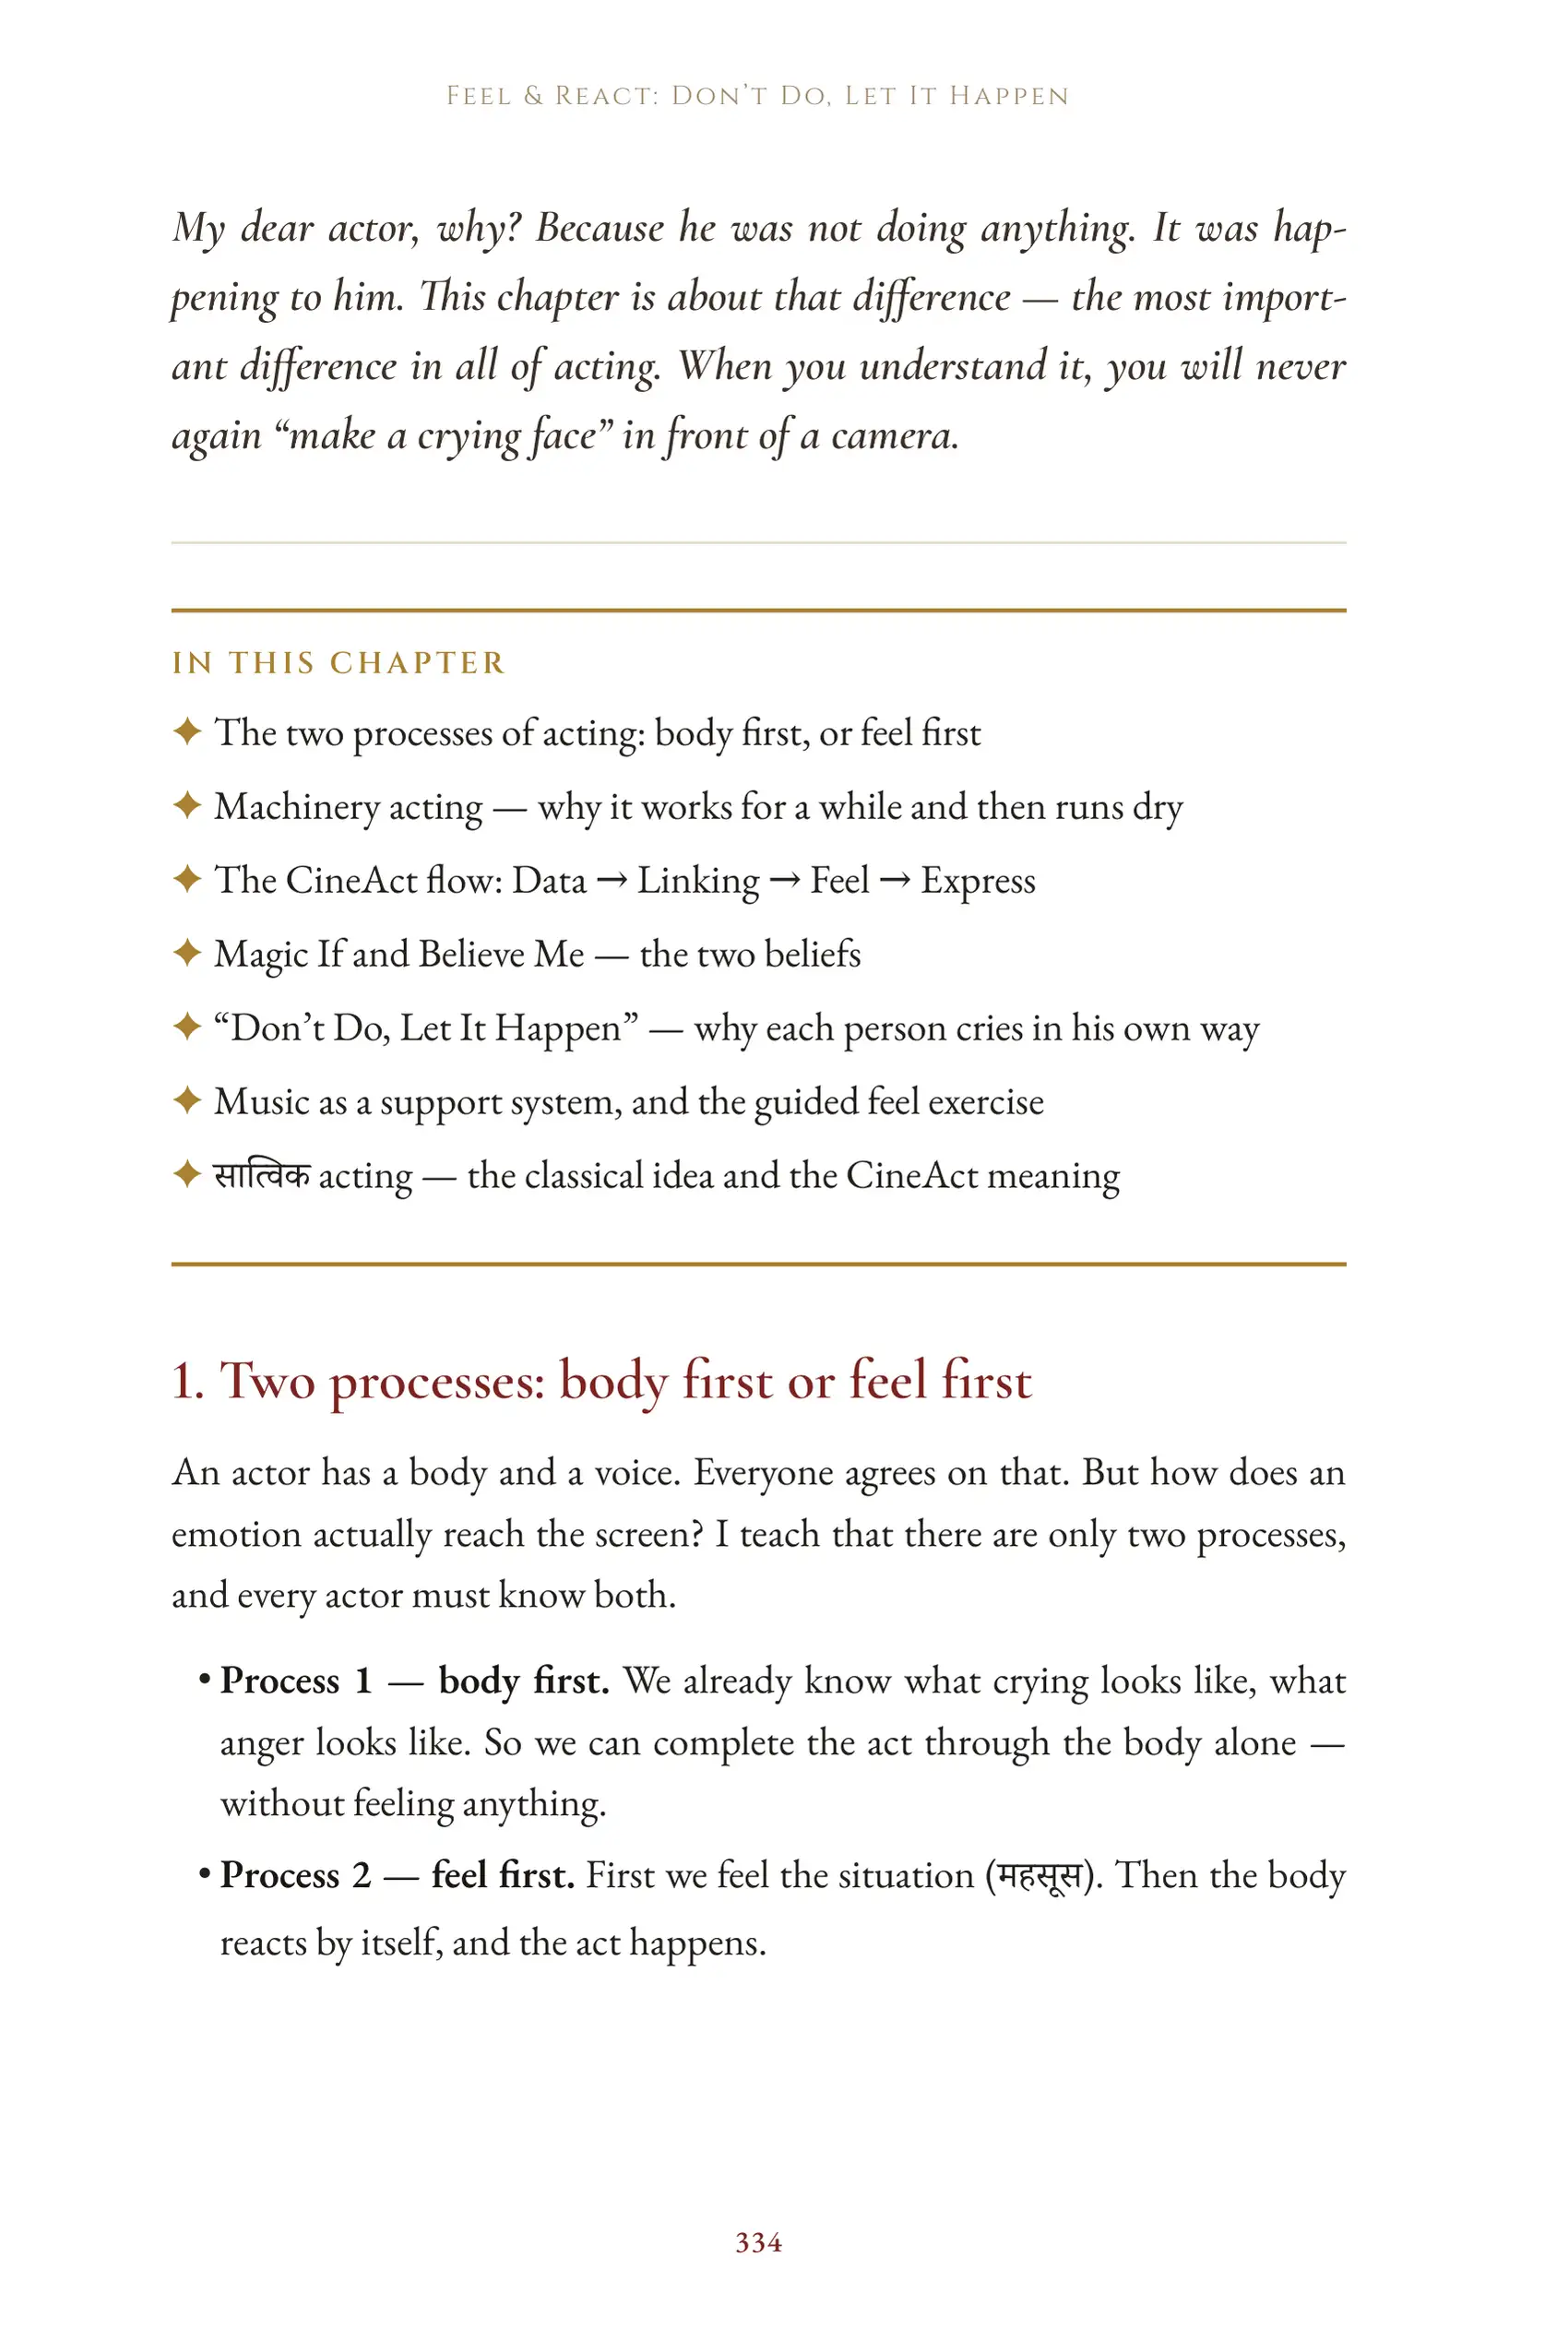 Feel & React: Don’t Do, Let It Happen
My dear actor, why? Because he was not doing anything. It was hap-
pening to him. This chapter is about that difference — the most import-
ant difference in all of acting. When you understand it, you will never
again “make a crying face” in front of a camera.
IN THIS CHAPTER
✦ The two processes of acting: body first, or feel first
✦ Machinery acting — why it works for a while and then runs dry
✦ The CineAct flow: Data → Linking → Feel → Express
✦ Magic If and Believe Me — the two beliefs
✦ “Don’t Do, Let It Happen” — why each person cries in his own way
✦ Music as a support system, and the guided feel exercise
✦ सात्विक acting — the classical idea and the CineAct meaning
1. Two processes: body first or feel first
An actor has a body and a voice. Everyone agrees on that. But how does an
emotion actually reach the screen? I teach that there are only two processes,
and every actor must know both.
• Process 1 — body first. We already know what crying looks like, what
anger looks like. So we can complete the act through the body alone —
without feeling anything.
• Process 2 — feel first. First we feel the situation (महसूस). Then the body
reacts by itself, and the act happens.
334